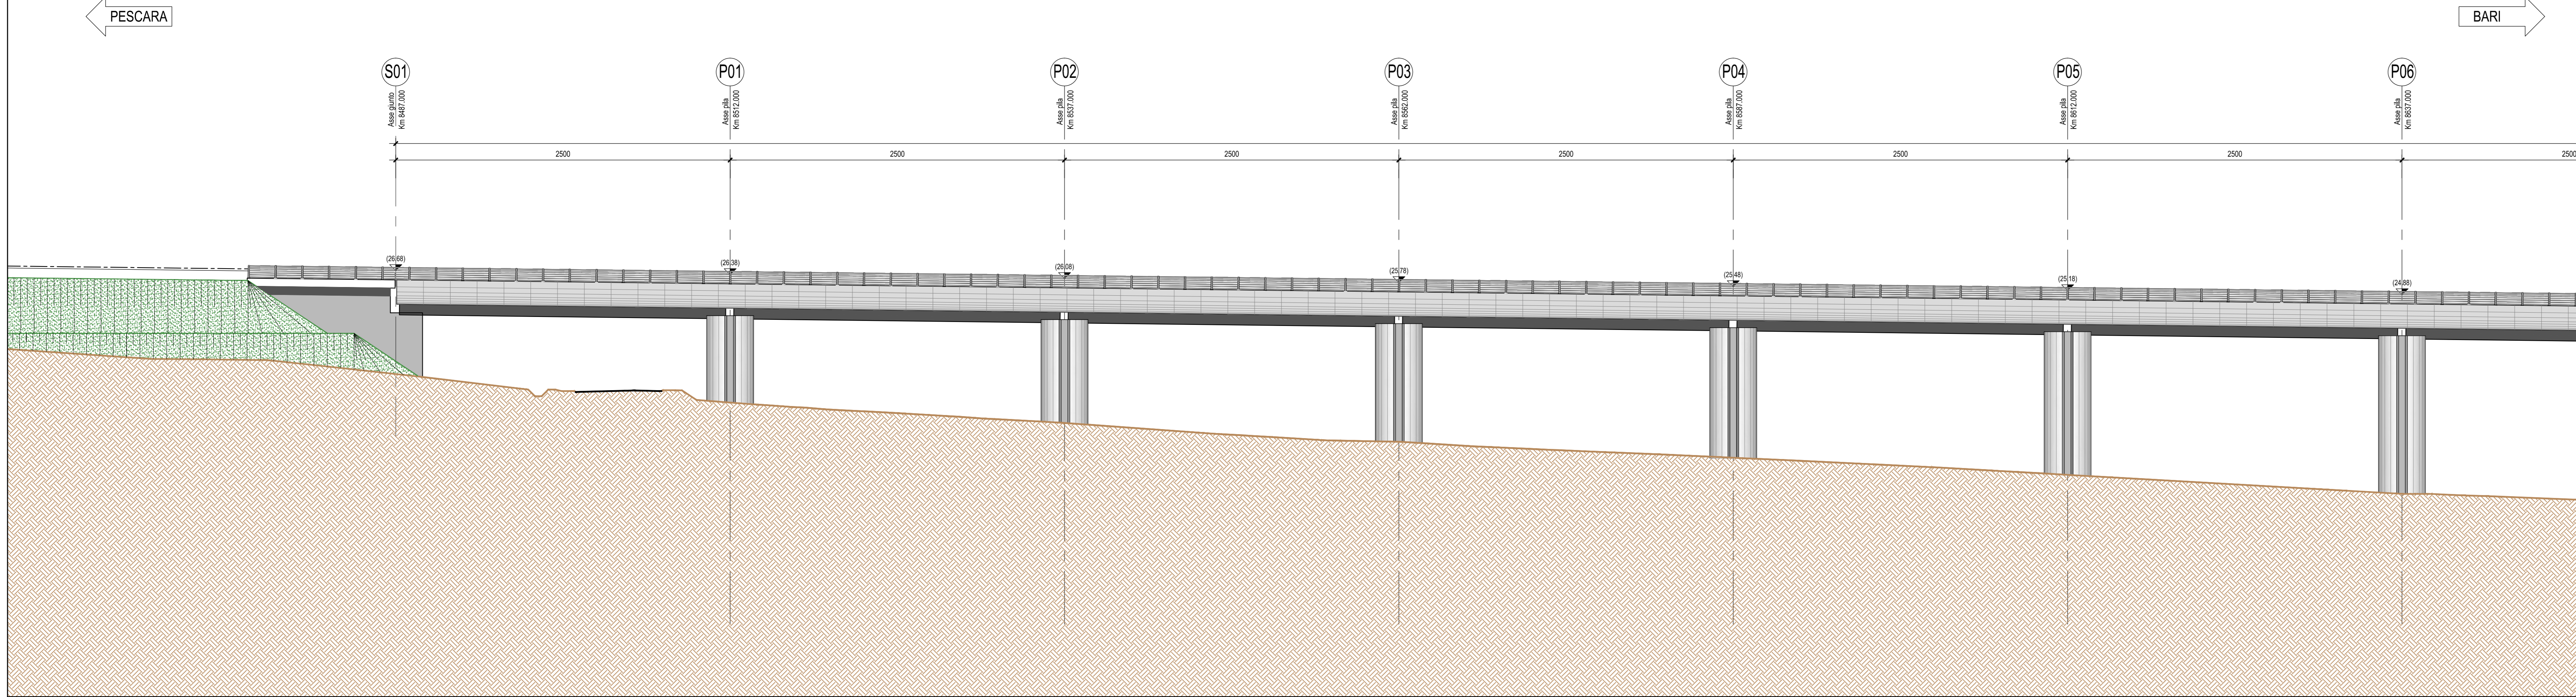 PESCARA
BARI
S01
P01
P02
P03
P04
P05
P06
Asse giunto
Km 8487.000
Asse pila
Km 8512.000
Asse pila
Km 8537.000
Asse pila
Km 8562.000
Asse pila
Km 8587.000
Asse pila
Km 8612.000
Asse pila
Km 8637.000
2500
2500
2500
2500
2500
2500
2500
(26.68)
(26.38)
(26.08)
(25.78)
(25.48)
(25.18)
(24.88)